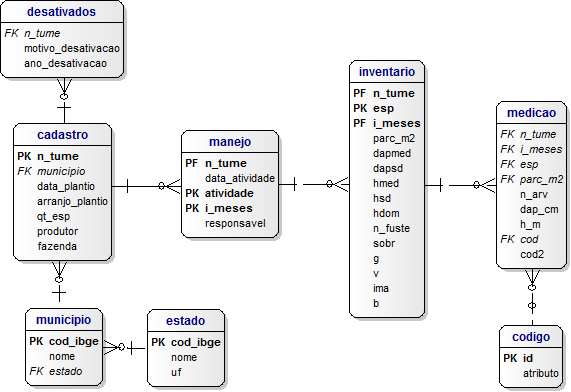 desativados
FK n_tume
motivo_desativacao
ano_desativacao
cadastro
PK n_tume
FK municipio
data_plantio
arranjo_plantio
qt_esp
produtor
fazenda
manejo
PF n_tume
data_atividade
PK atividade
PK i_meses
responsavel
inventario
PF n_tume
PK esp
PF i_meses
parc_m2
dapmed
dapsd
hmed
hsd
hdom
n_fuste
sobr
g
v
ima
b
medicao
FK n_tume
FK i_meses
FK esp
FK parc_m2
n_arv
dap_cm
h_m
FK cod
cod2
municipio
PK cod_ibge
nome
FK estado
estado
PK cod_ibge
nome
uf
codigo
PK id
atributo